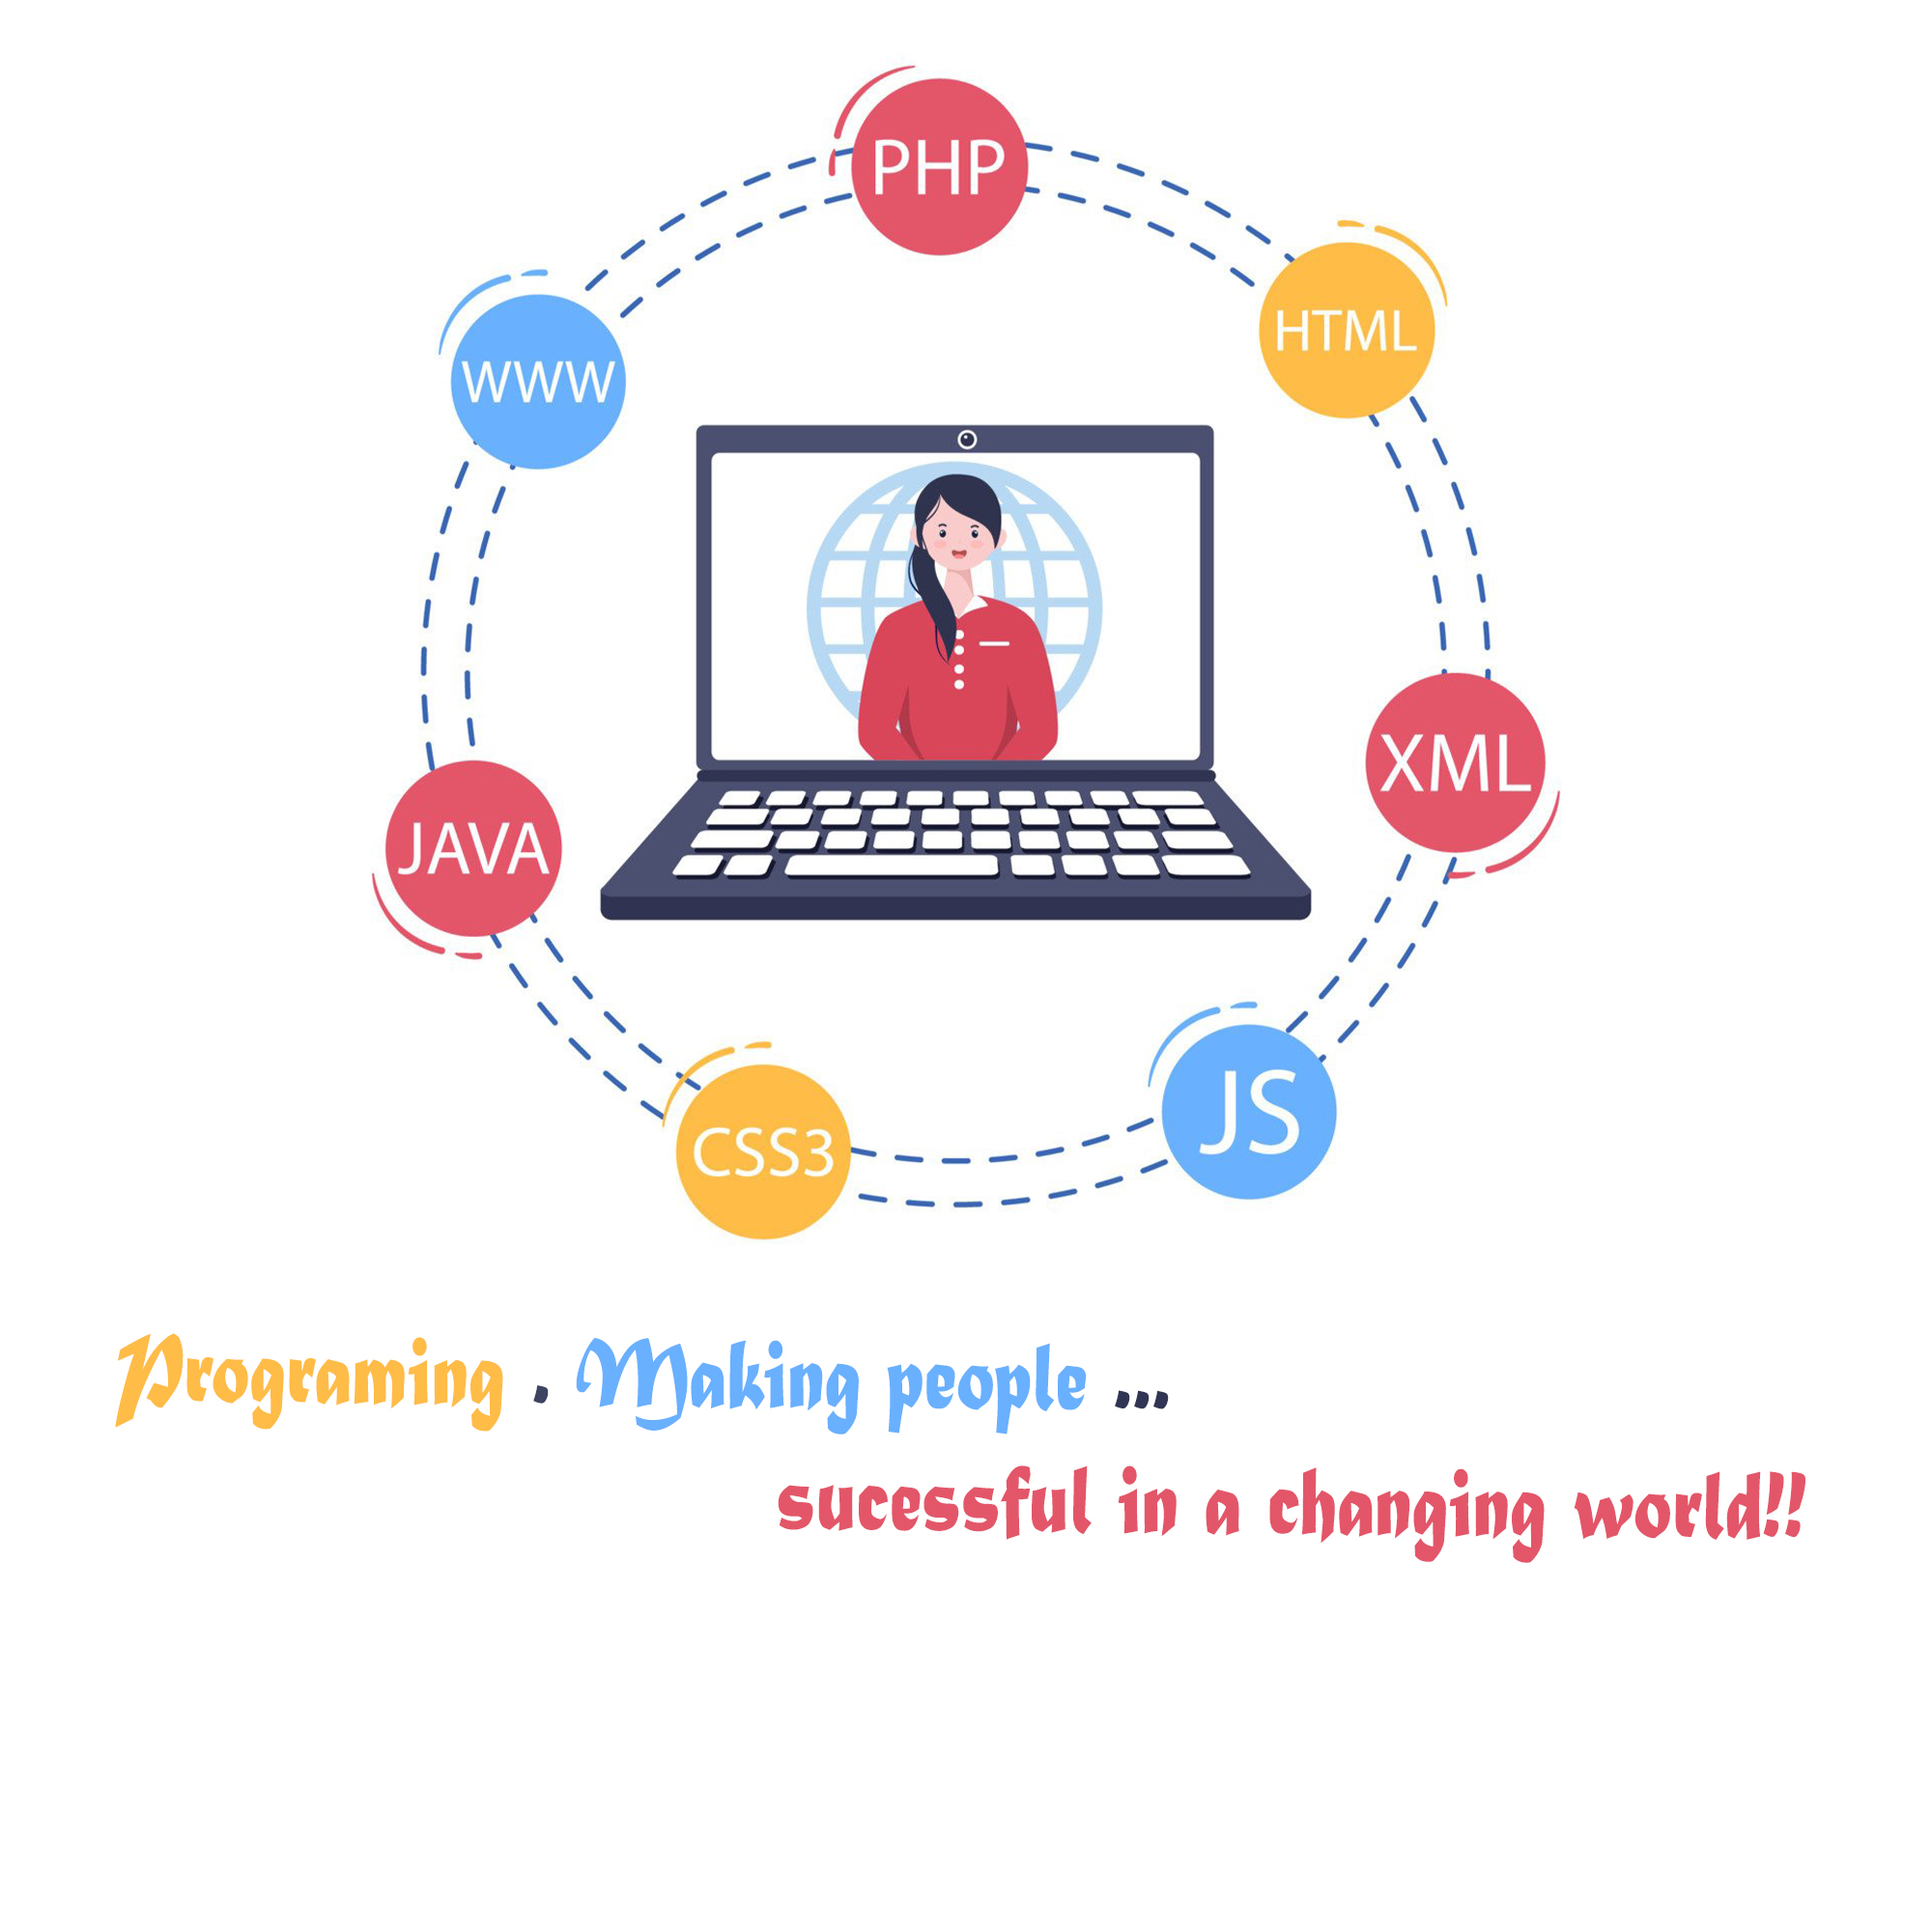 PHP
HTML
WWW
XML
JAVA
JS
CSS3
Programing . Making people ...
sucessful in a changing world!!